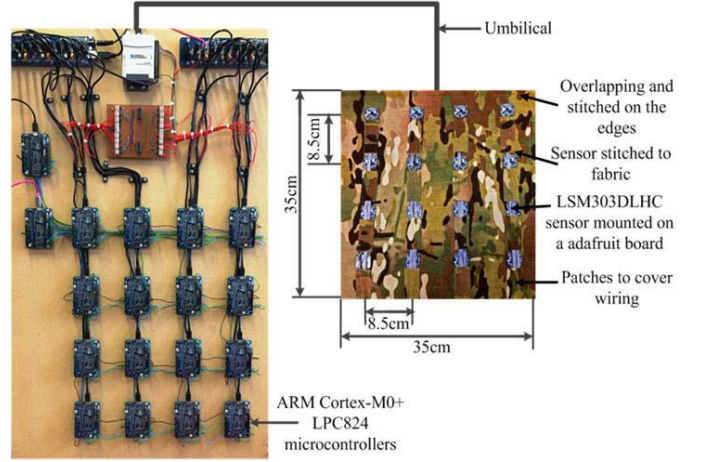 Umbilical
Overlapping and
stitched on the
edges
8.5cm
Sensor stitched to
fabric
35cm
LSM303DLHC
sensor mounted on
a adafruit board
Patches to cover
wiring
8.5cm
35cm
ARM Cortex-M0+
LPC824
microcontrollers